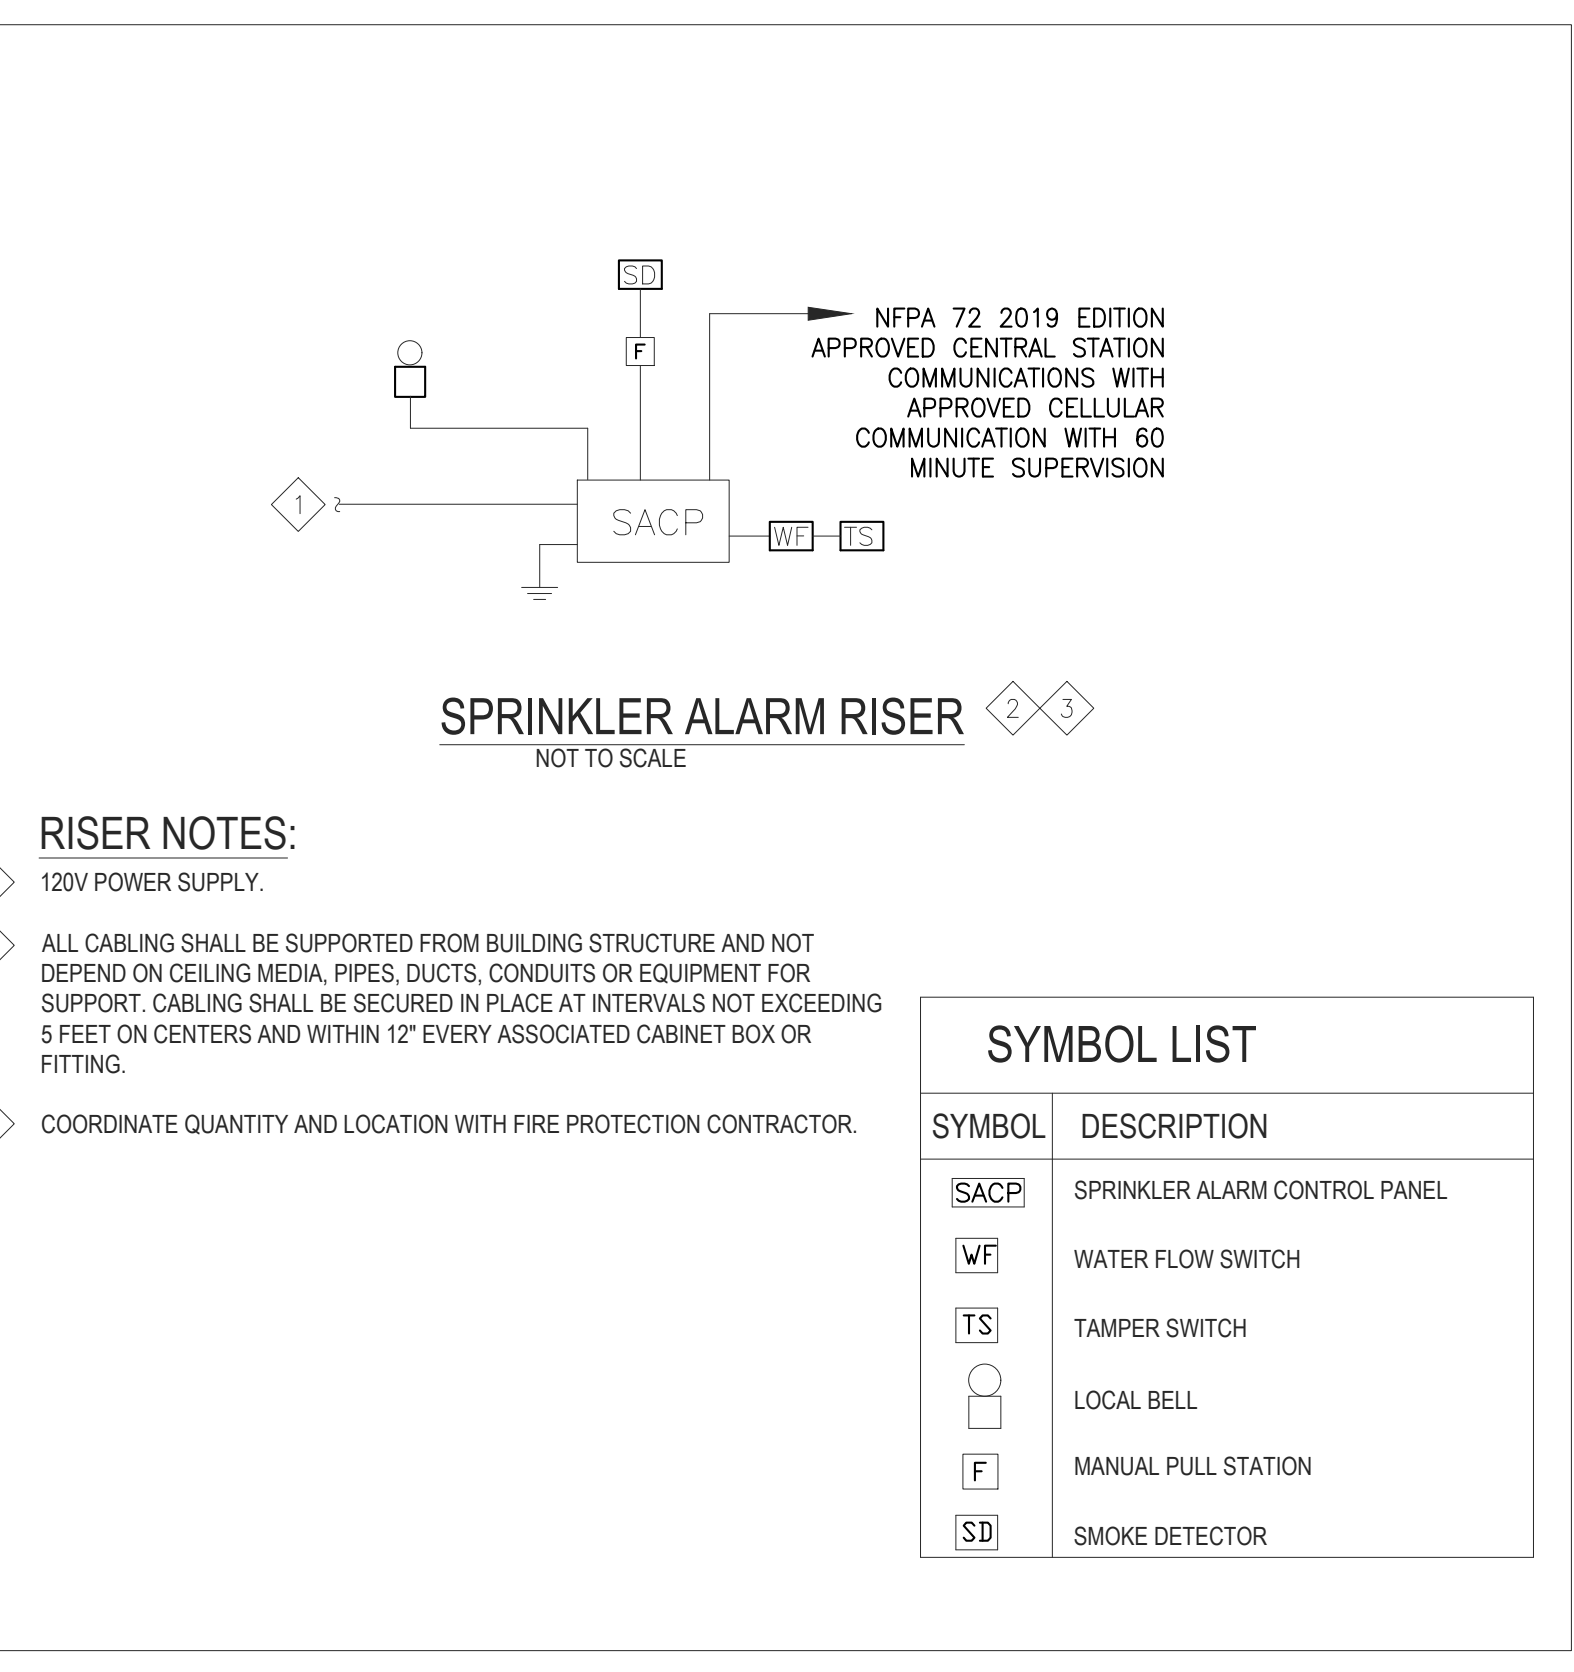 SD
NFPA 72 2019 EDITION
APPROVED CENTRAL STATION
COMMUNICATIONS WITH
APPROVED CELLULAR
COMMUNICATION WITH 60
MINUTE SUPERVISION
F
1
SACP
WF
TS
SPRINKLER ALARM RISER
2
3
NOT TO SCALE
RISER NOTES:
120V POWER SUPPLY.
ALL CABLING SHALL BE SUPPORTED FROM BUILDING STRUCTURE AND NOT
DEPEND ON CEILING MEDIA, PIPES, DUCTS, CONDUITS OR EQUIPMENT FOR
SUPPORT. CABLING SHALL BE SECURED IN PLACE AT INTERVALS NOT EXCEEDING
5 FEET ON CENTERS AND WITHIN 12" EVERY ASSOCIATED CABINET BOX OR
FITTING.
COORDINATE QUANTITY AND LOCATION WITH FIRE PROTECTION CONTRACTOR.
SYMBOL LIST
SYMBOL DESCRIPTION
SACP SPRINKLER ALARM CONTROL PANEL
WF WATER FLOW SWITCH
TS TAMPER SWITCH
LOCAL BELL
F MANUAL PULL STATION
SD SMOKE DETECTOR